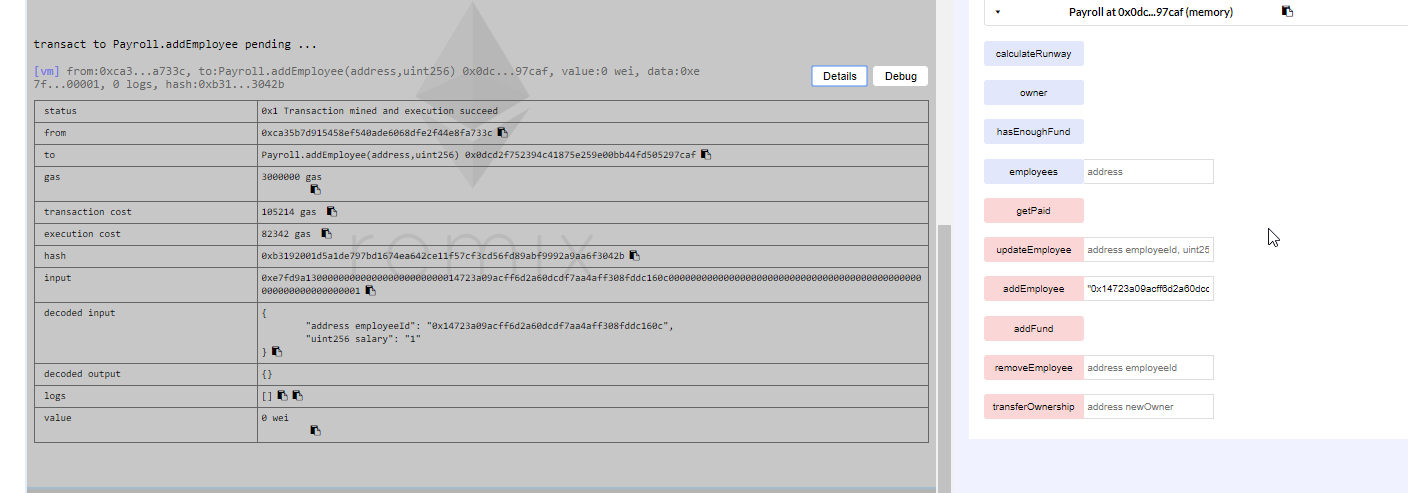 transact to Payroll.addEmployee pending ...
[vm] from:0xca3...a733c, to:Payroll.addEmployee(address,uint256) 0x0dc...97caf, value:0 wei, data:0xe
7f...00001, 0 logs, hash:0xb31...3042b
Details
Debug
status 0x1 Transaction mined and execution succeed
from 0xca35b7d915458ef540ade6068dfe2f44e8fa733c
to Payroll.addEmployee(address,uint256) 0x0dcd2f752394c41875e259e00bb44fd505297caf
gas 3000000 gas
transaction cost 105214 gas
execution cost 82342 gas
hash 0xb3192001d5a1de797bd1674ea642ce11f57cf3cd56fd89abf9992a9aa6f3042b
input 0xe7fd9a1300000000000000000000000014723a09acff6d2a60dcdf7aa4aff308fddc160c00000000000000000000000000000000000000000000000
00000000000000001
decoded input {
"address employeeId": "0x14723a09acff6d2a60dcdf7aa4aff308fddc160c",
"uint256 salary": "1"
}
decoded output {}
logs []
value 0 wei
remix
Payroll at 0x0dc...97caf (memory)
calculateRunway
owner
hasEnoughFund
employees address
getPaid
updateEmployee address employeeId, uint25
addEmployee "0x14723a09acff6d2a60dcc
addFund
removeEmployee address employeeId
transferOwnership address newOwner